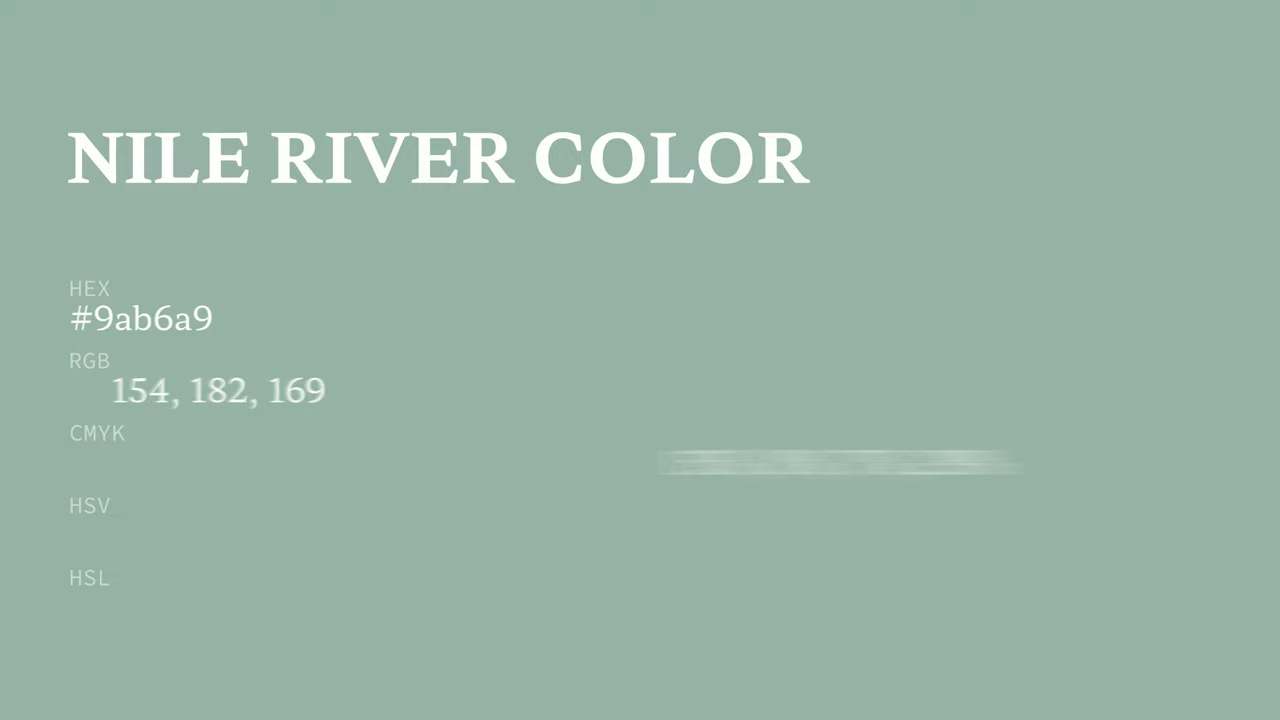 NILE RIVER COLOR
HEX
#9ab6a9
RGB
154, 182, 169
CMYK
HSV
HSL